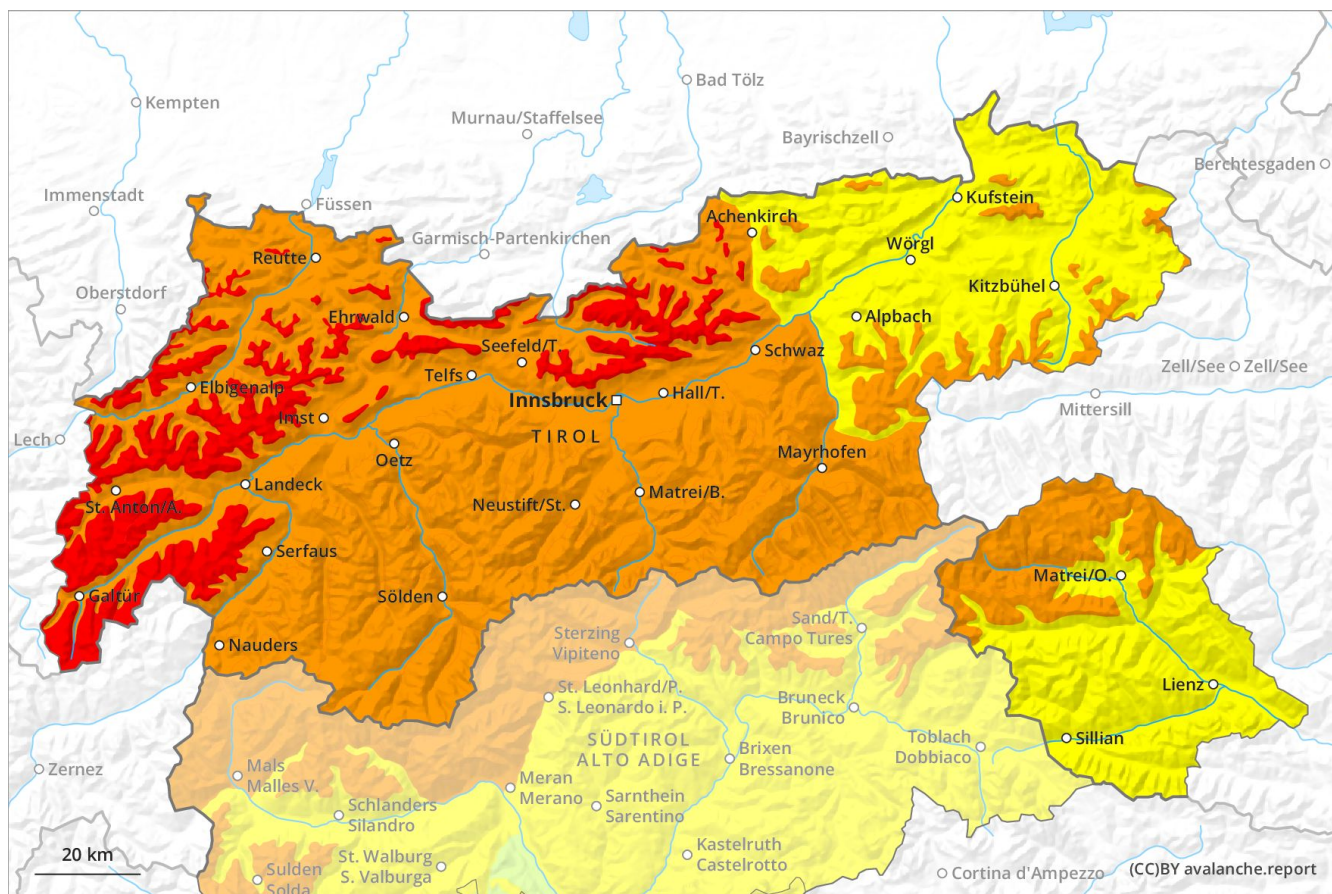 Kempten
Bad Tölz
Murnau/Staffelsee
Bayrischzell
Berchtesgaden
Immenstadt
Füssen
Kufstein
Achenkirch
Garmisch-Partenkirchen
Wörgl
Reutte
Oberstdorf
Kitzbühel
Ehrwald
Alpbach
Seefeld/T.
Schwaz
Zell/See
Zell/See
Telfs
Elbigenalp
Hall/T.
Innsbruck
Mittersill
Imst
Lech
TIROL
Oetz
Mayrhofen
Landeck
Matrei/B.
St. Anton/A.
Neustift/St.
Serfaus
Matrei/O.
Galtür
Sölden
Sand/T.
Campo Tures
Sterzing
Vipiteno
Nauders
Lienz
St. Leonhard/P.
S. Leonardo i. P.
Bruneck
Brunico
SÜDTIROL
ALTO ADIGE
Toblach
Dobbiaco
Sillian
Brixen
Bressanone
Zernez
Mals
Malles V.
Meran
Merano
Schlanders
Silandro
Sarnthein
Sarentino
Kastelruth
Castelrotto
20 km
St. Walburg
S. Valburga
Sulden
Solda
Cortina d'Ampezzo
(CC)BY avalanche.report